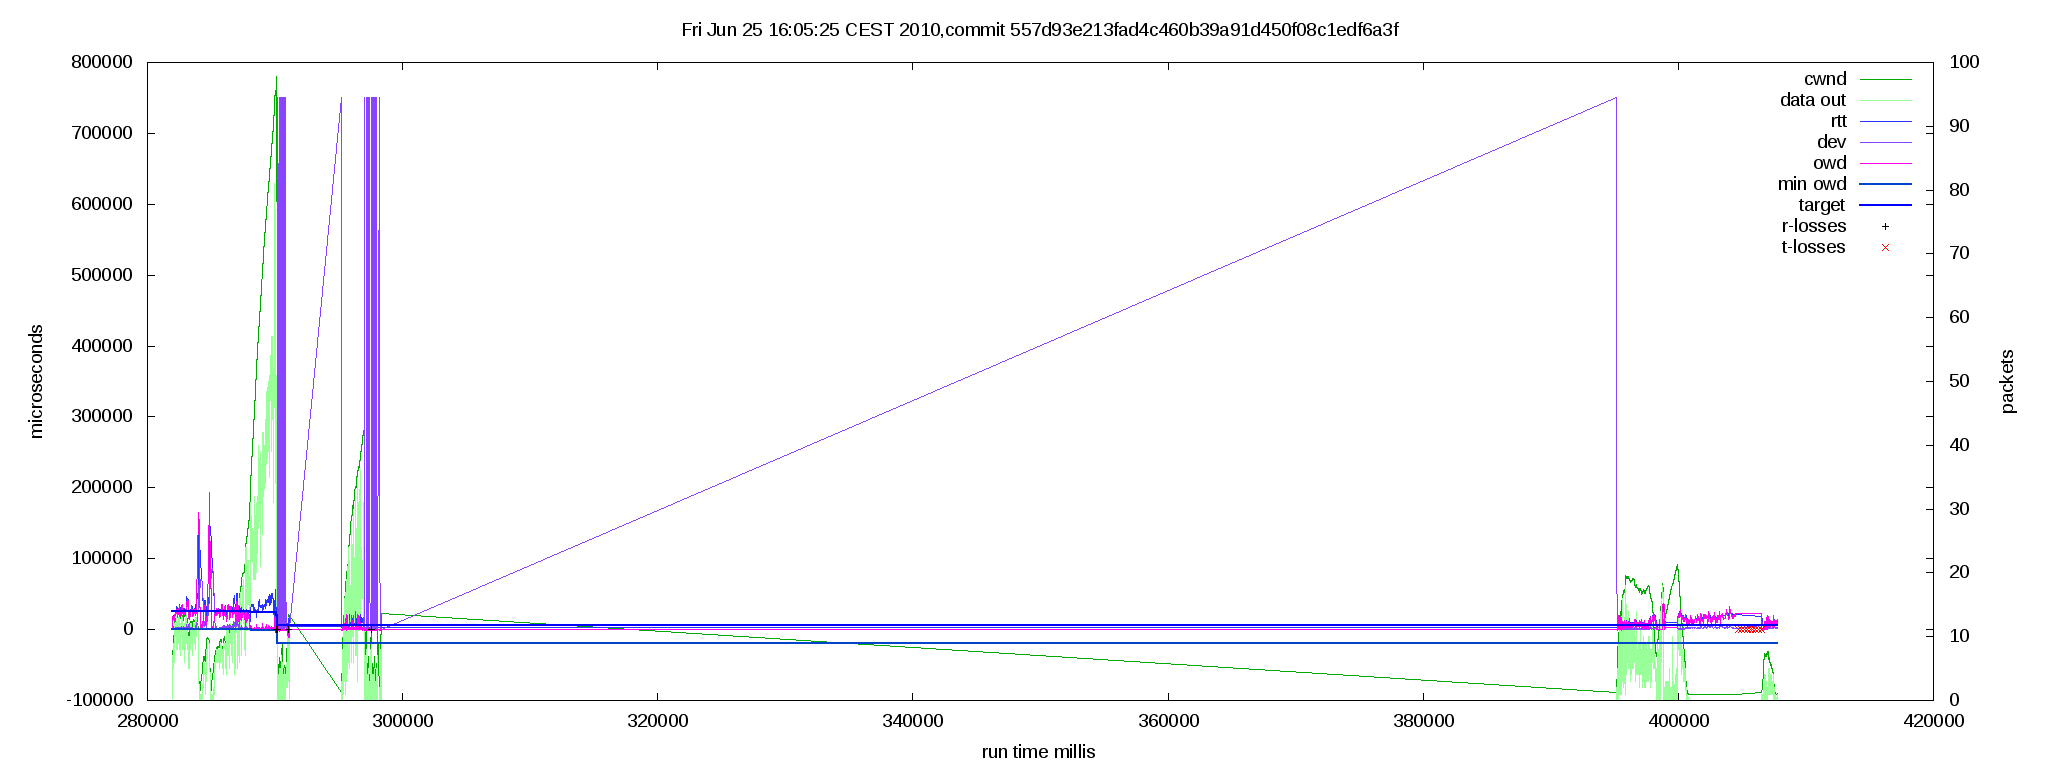 Fri Jun 25 16:05:25 CEST 2010,commit 557d93e213fad4c460b39a91d450f08c1edf6a3f
800000
700000
600000
500000
400000
300000
200000
100000
0
-100000
microseconds
100
90
80
70
60
50
40
30
20
10
0
packets
cwnd
data out
rtt
dev
owd
min owd
target
r-losses
t-losses
280000
300000
320000
340000
360000
380000
400000
420000
run time millis